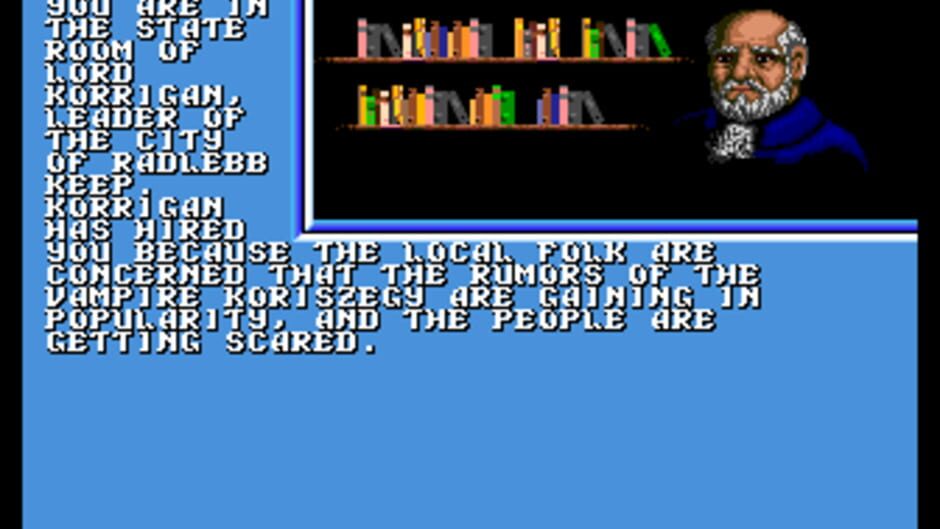 YOU ARE IN
THE STATE
ROOM OF
LORD
KORRIGAN,
LEADER OF
THE CITY
OF RADLEBB
KEEP.
KORRIGAN
HAS HIRED
YOU BECAUSE THE LOCAL FOLK ARE
CONCERNED THAT THE RUMORS OF THE
VAMPIRE KORISZEGY ARE GAINING IN
POPULARITY, AND THE PEOPLE ARE
GETTING SCARED.